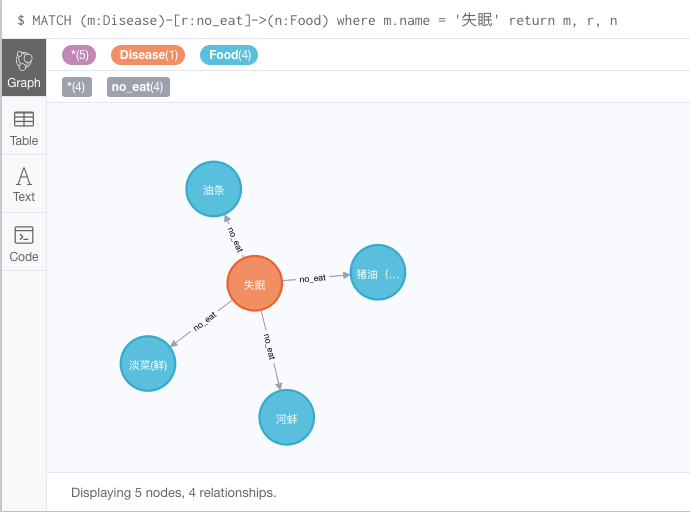 $ MATCH (m:Disease)-[r:no_eat]->(n:Food) where m.name = '失眠' return m, r, n
*(5) Disease(1) Food(4)
*(4) no_eat(4)
Graph
Table
Text
Code
油条
no_eat
猪油（...
no_eat
失眠
no_eat
no_eat
淡菜(鲜)
河蚌
Displaying 5 nodes, 4 relationships.